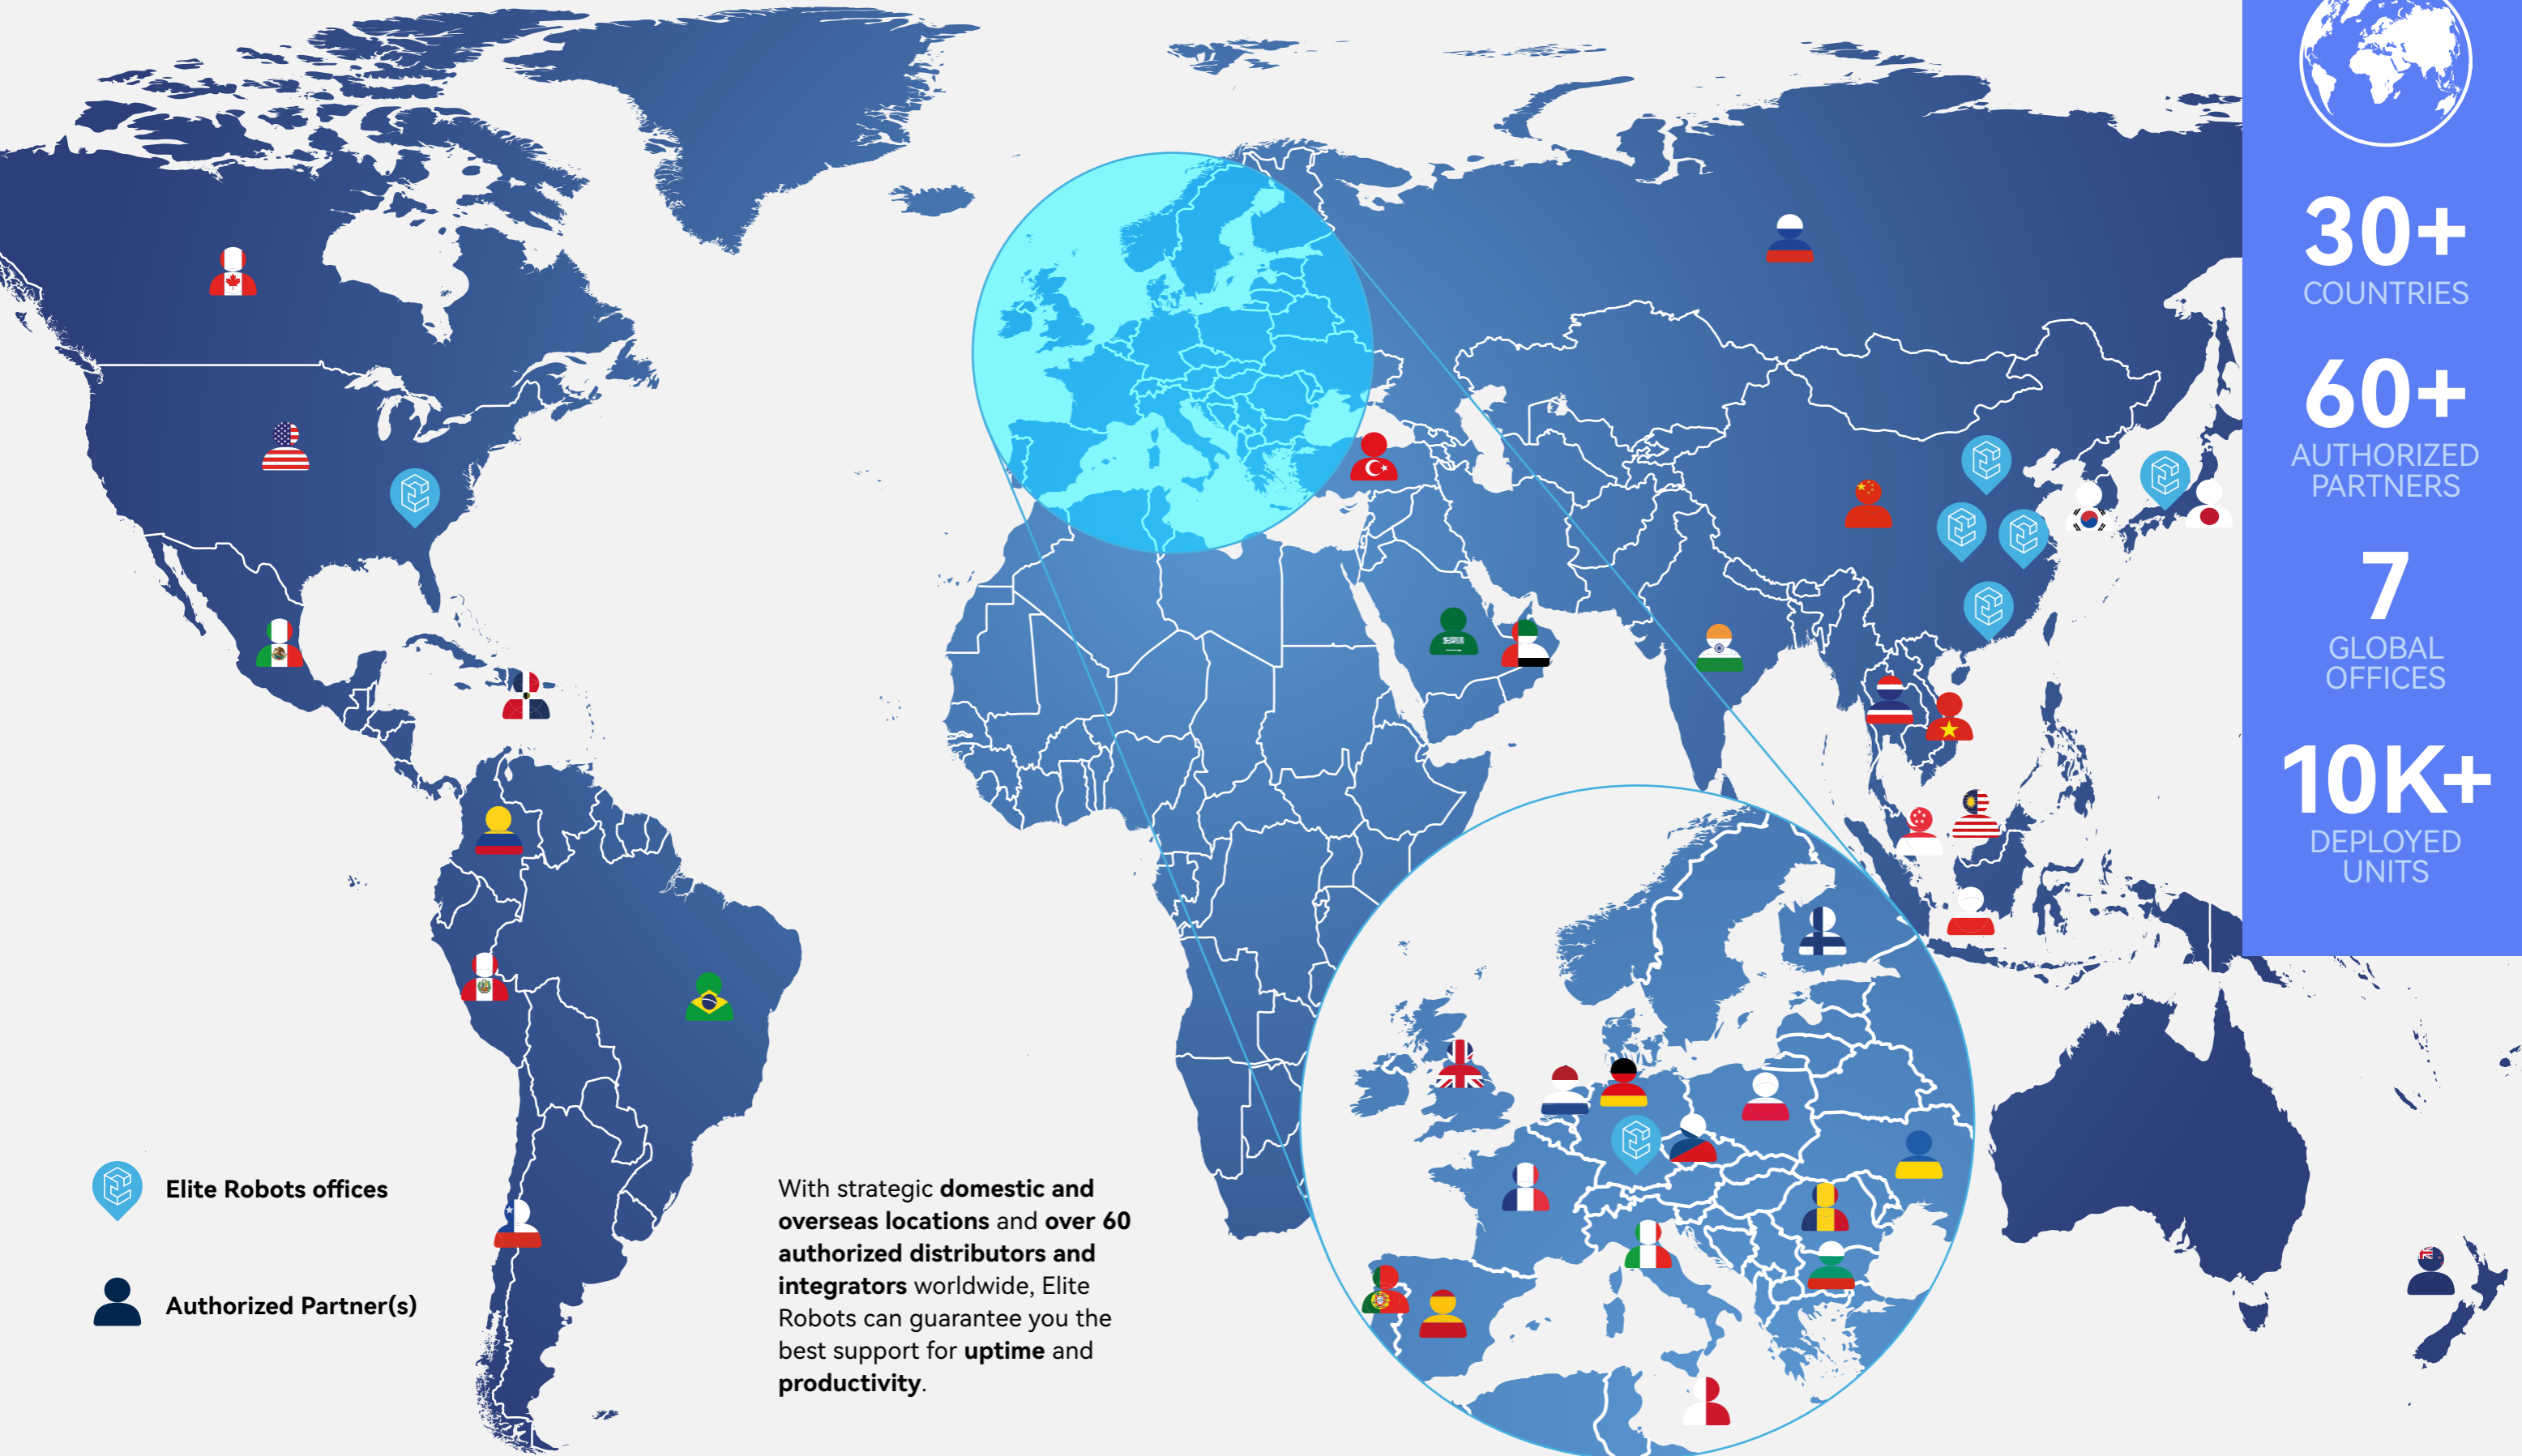 30+
COUNTRIES
60+
AUTHORIZED
PARTNERS
7
GLOBAL
OFFICES
10K+
DEPLOYED
UNITS
Elite Robots offices
Authorized Partner(s)
With strategic domestic and
overseas locations and over 60
authorized distributors and
integrators worldwide, Elite
Robots can guarantee you the
best support for uptime and
productivity.